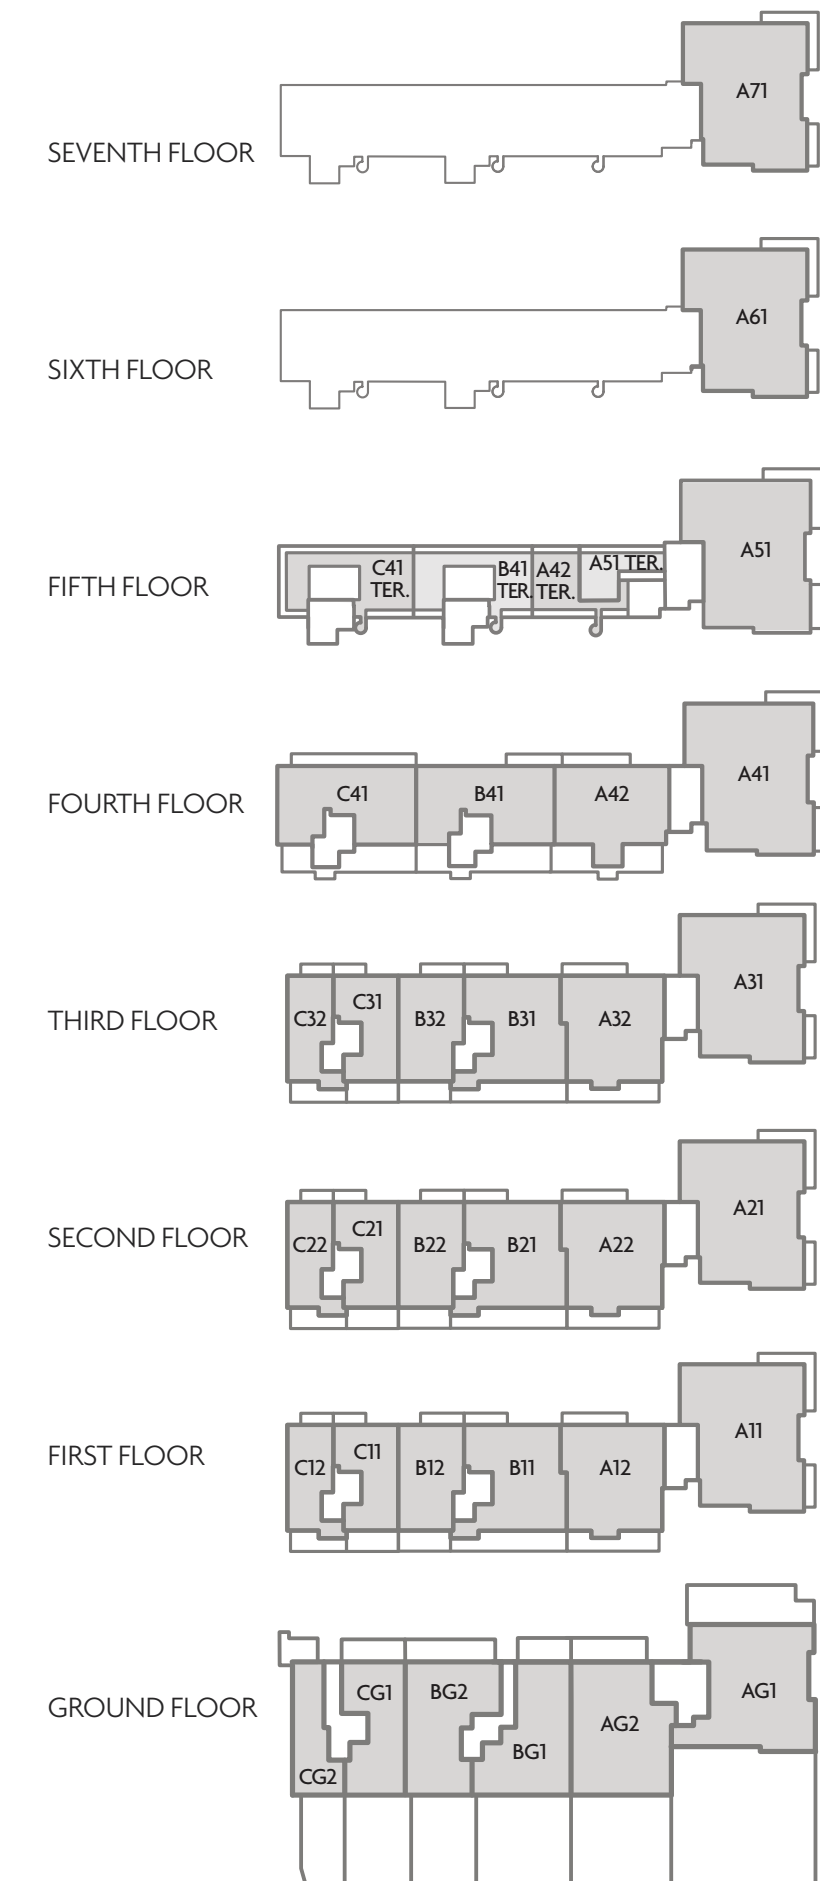 A71
SEVENTH FLOOR
A61
SIXTH FLOOR
A51
C41 TER.
B41 TER.
A42 TER.
A51 TER.
FIFTH FLOOR
A41
C41 B41 A42
FOURTH FLOOR
A31
C31
C32 B32 B31 A32
THIRD FLOOR
A21
C21
C22 B22 B21 A22
SECOND FLOOR
A11
C11
C12 B12 B11 A12
FIRST FLOOR
CG1 BG2 AG1
GROUND FLOOR
AG2
BG1
CG2